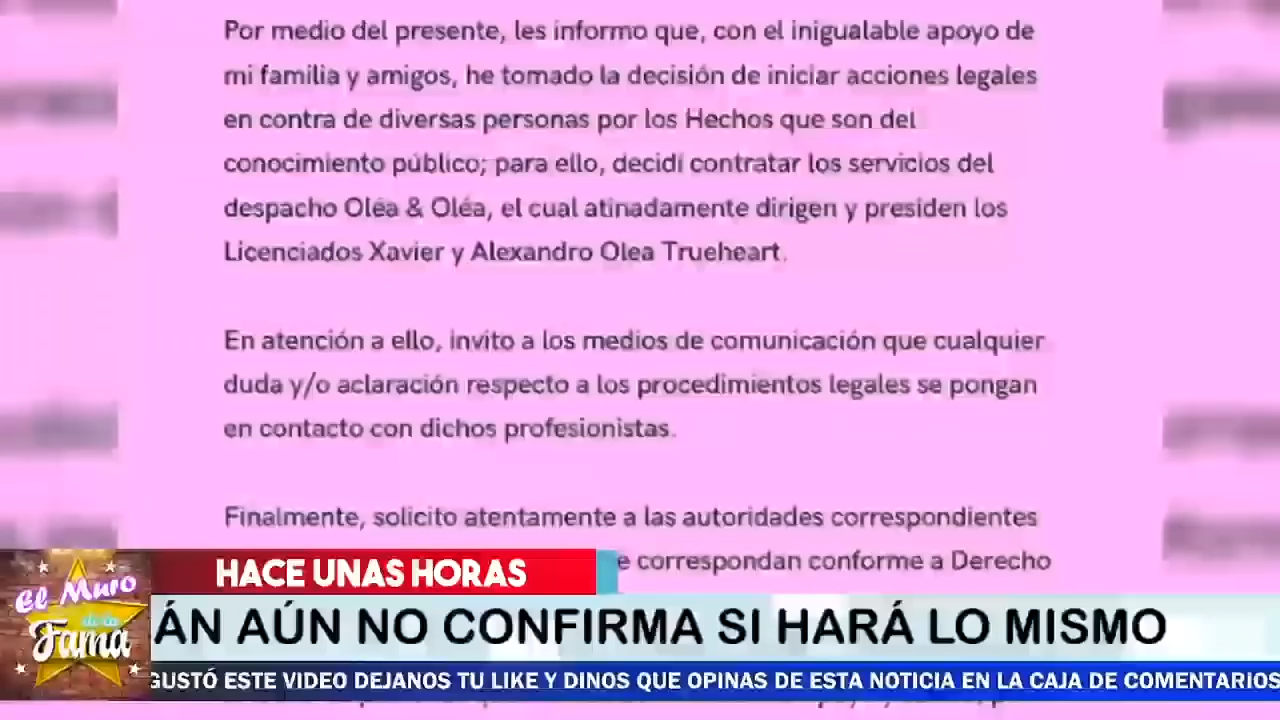 Por medio del presente, les informo que, con el inigualable apoyo de
mi familia y amigos, he tomado la decisión de iniciar acciones legales
en contra de diversas personas por los Hechos que son del
conocimiento público; para ello, decidí contratar los servicios del
despacho Oléa & Oléa, el cual atinadamente dirigen y presiden los
Licenciados Xavier y Alexandro Olea Trueheart.
En atención a ello, invito a los medios de comunicación que cualquier
duda y/o aclaración respecto a los procedimientos legales se pongan
en contacto con dichos profesionistas.
Finalmente, solicito atentamente a las autoridades correspondientes
e correspondan conforme a Derecho
HACE UNAS HORAS
El Muro
de la
Fama
ÁN AÚN NO CONFIRMA SI HARÁ LO MISMO
GUSTÓ ESTE VIDEO DEJANOS TU LIKE Y DINOS QUE OPINAS DE ESTA NOTICIA EN LA CAJA DE COMENTARIOS